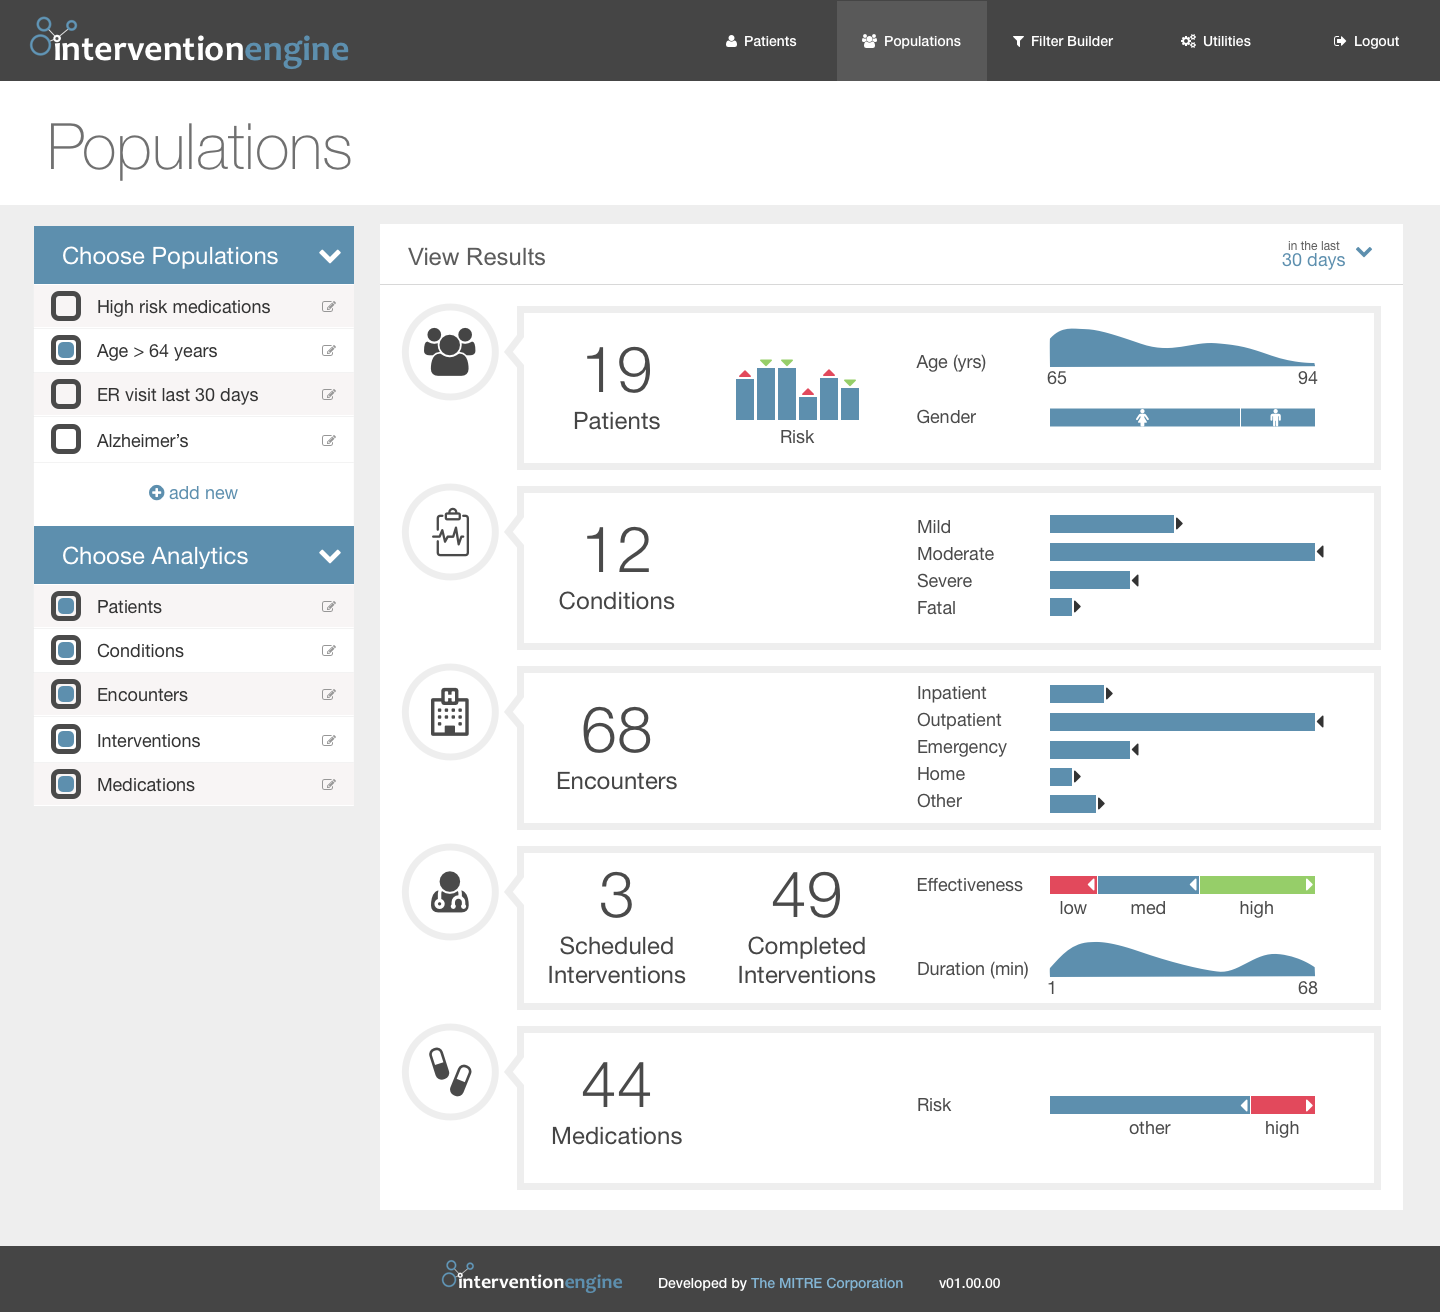 interventionengine
Patients
Populations
Filter Builder
Utilities
Logout
Populations
Choose Populations
High risk medications
Age > 64 years
ER visit last 30 days
Alzheimer’s
add new
Choose Analytics
Patients
Conditions
Encounters
Interventions
Medications
View Results
in the last
30 days
19
Patients
Risk
Age (yrs)
65
94
Gender
12
Conditions
Mild
Moderate
Severe
Fatal
68
Encounters
Inpatient
Outpatient
Emergency
Home
Other
3
Scheduled
Interventions
49
Completed
Interventions
Effectiveness
low
med
high
Duration (min)
1
68
44
Medications
Risk
other
high
interventionengine
Developed by The MITRE Corporation
v01.00.00